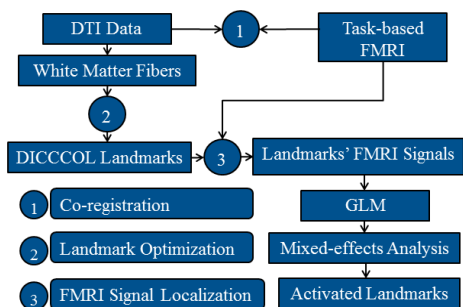 DTI Data
1
Task-based
FMRI
White Matter Fibers
2
DICCCOL Landmarks
3
Landmarks' FMRI Signals
1 Co-registration
GLM
2 Landmark Optimization
Mixed-effects Analysis
3 FMRI Signal Localization
Activated Landmarks